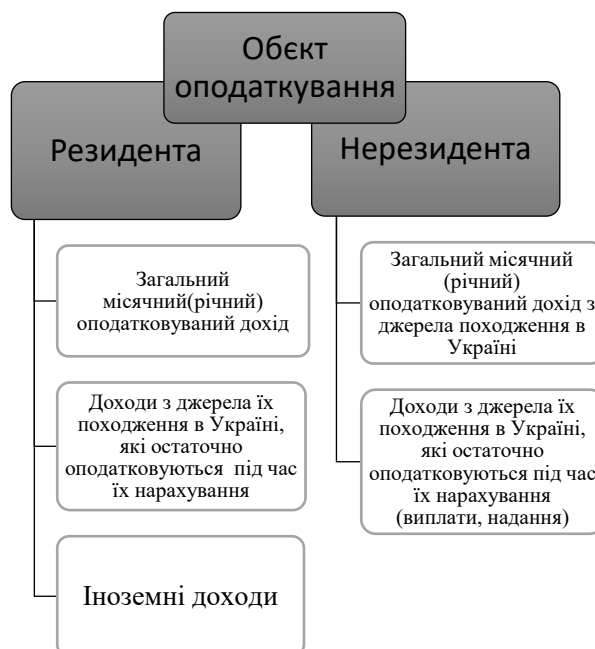 Обєкт
оподаткування
Резидента
Нерезидента
Загальний
місячний(річний)
оподатковуваний дохід
Доходи з джерела їх
походження в Україні,
які остаточно
оподатковуються під час
їх нарахування
Іноземні доходи
Загальний місячний
(річний)
оподатковуваний дохід з
джерела походження в
Україні
Доходи з джерела їх
походження в Україні,
які остаточно
оподатковуються під час
їх нарахування
(виплати, надання)